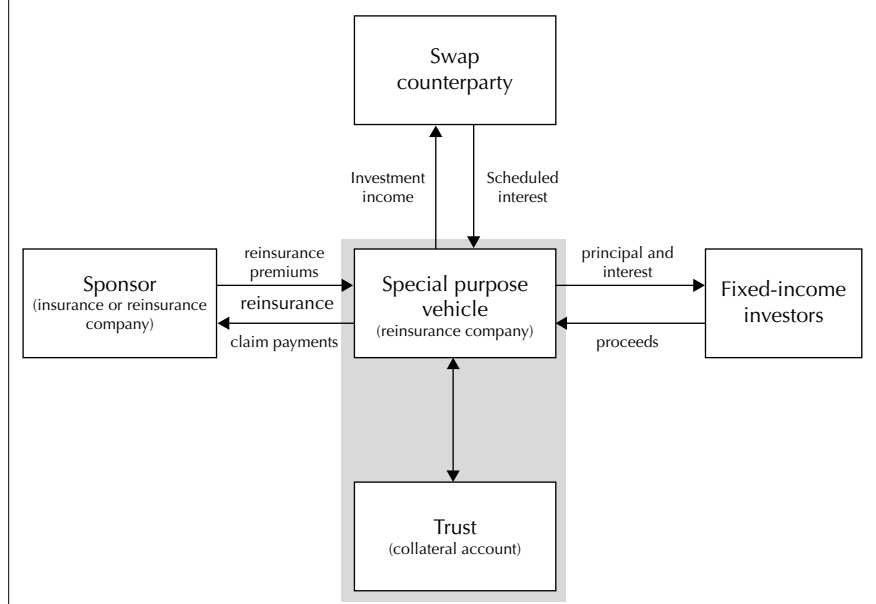 Swap
counterparty
Investment
income
Scheduled
interest
Sponsor
(insurance or reinsurance
company)
reinsurance
premiums
reinsurance
claim payments
Special purpose
vehicle
(reinsurance company)
principal and
interest
proceeds
Fixed-income
investors
Trust
(collateral account)